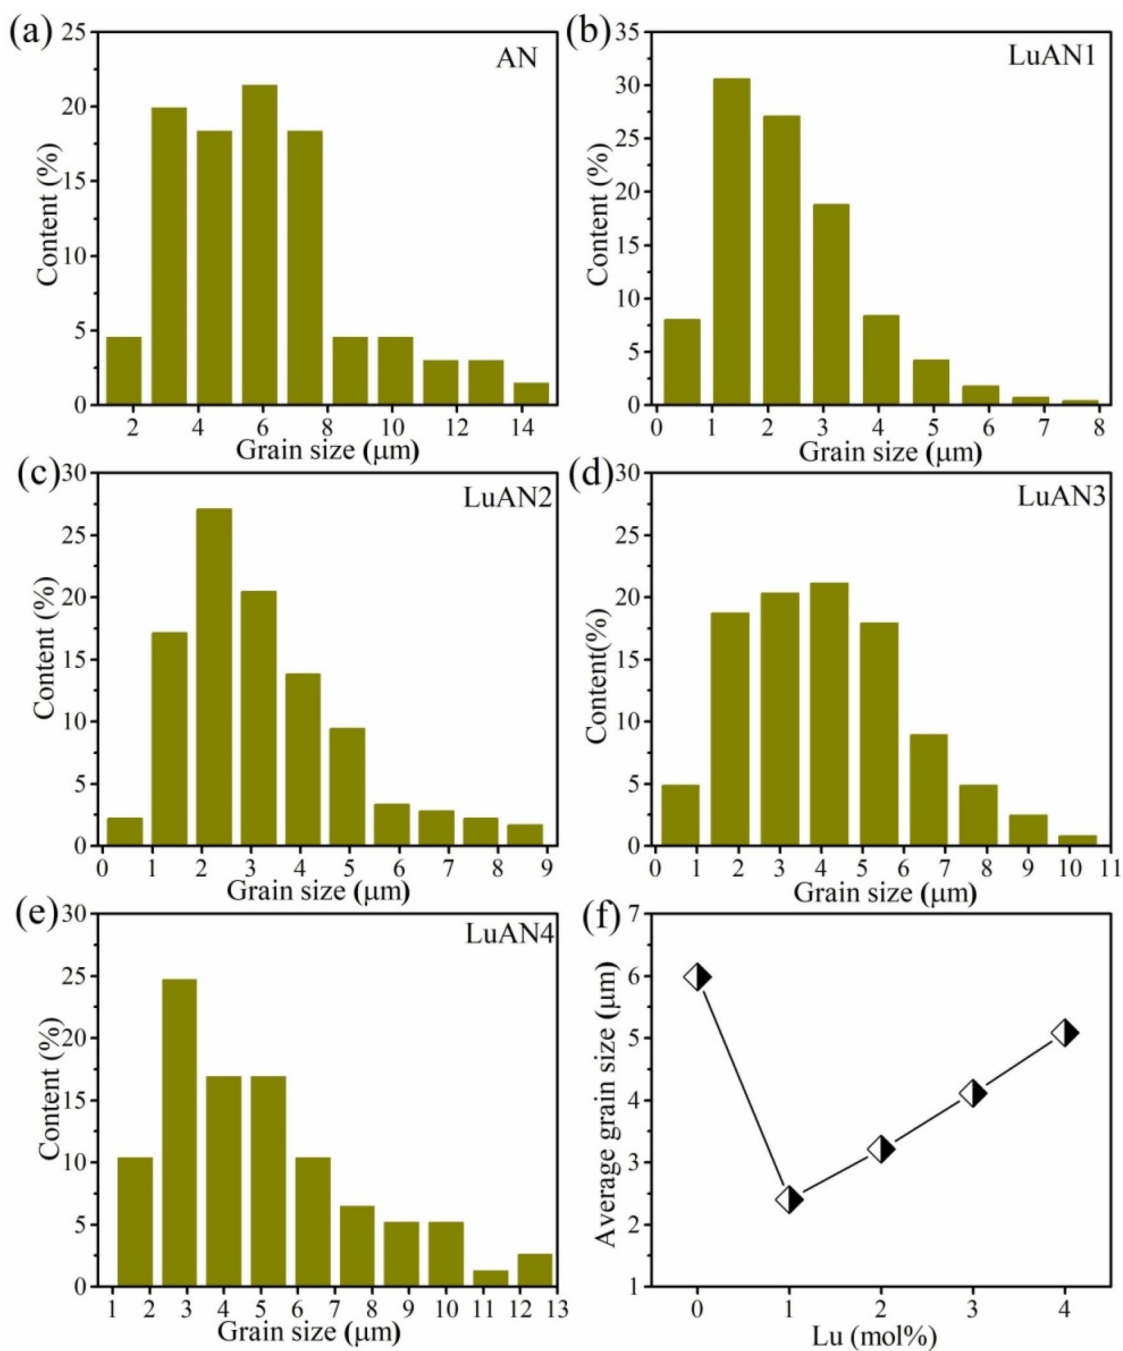 (a)
AN
25
20
15
10
5
0
Content (%)
2 4 6 8 10 12 14
Grain size (μm)
(b)
LuAN1
35
30
25
20
15
10
5
0
Content (%)
0 1 2 3 4 5 6 7 8
Grain size (μm)
(c)
LuAN2
30
25
20
15
10
5
0
Content (%)
0 1 2 3 4 5 6 7 8 9
Grain size (μm)
(d)
LuAN3
30
25
20
15
10
5
0
Content(%)
0 1 2 3 4 5 6 7 8 9 10 11
Grain size (μm)
(e)
LuAN4
30
25
20
15
10
5
0
Content (%)
1 2 3 4 5 6 7 8 9 10 11 12 13
Grain size (μm)
(f)
7
6
5
4
3
2
1
Average grain size (μm)
0 1 2 3 4
Lu (mol%)